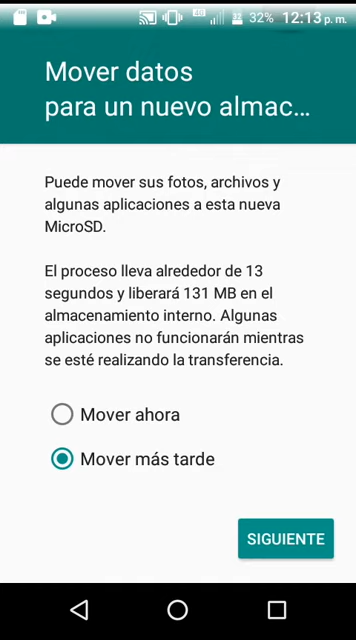 4G 32 32% 12:13 p. m.
Mover datos
para un nuevo almac...
Puede mover sus fotos, archivos y
algunas aplicaciones a esta nueva
MicroSD.
El proceso lleva alrededor de 13
segundos y liberará 131 MB en el
almacenamiento interno. Algunas
aplicaciones no funcionarán mientras
se esté realizando la transferencia.
Mover ahora
Mover más tarde
SIGUIENTE